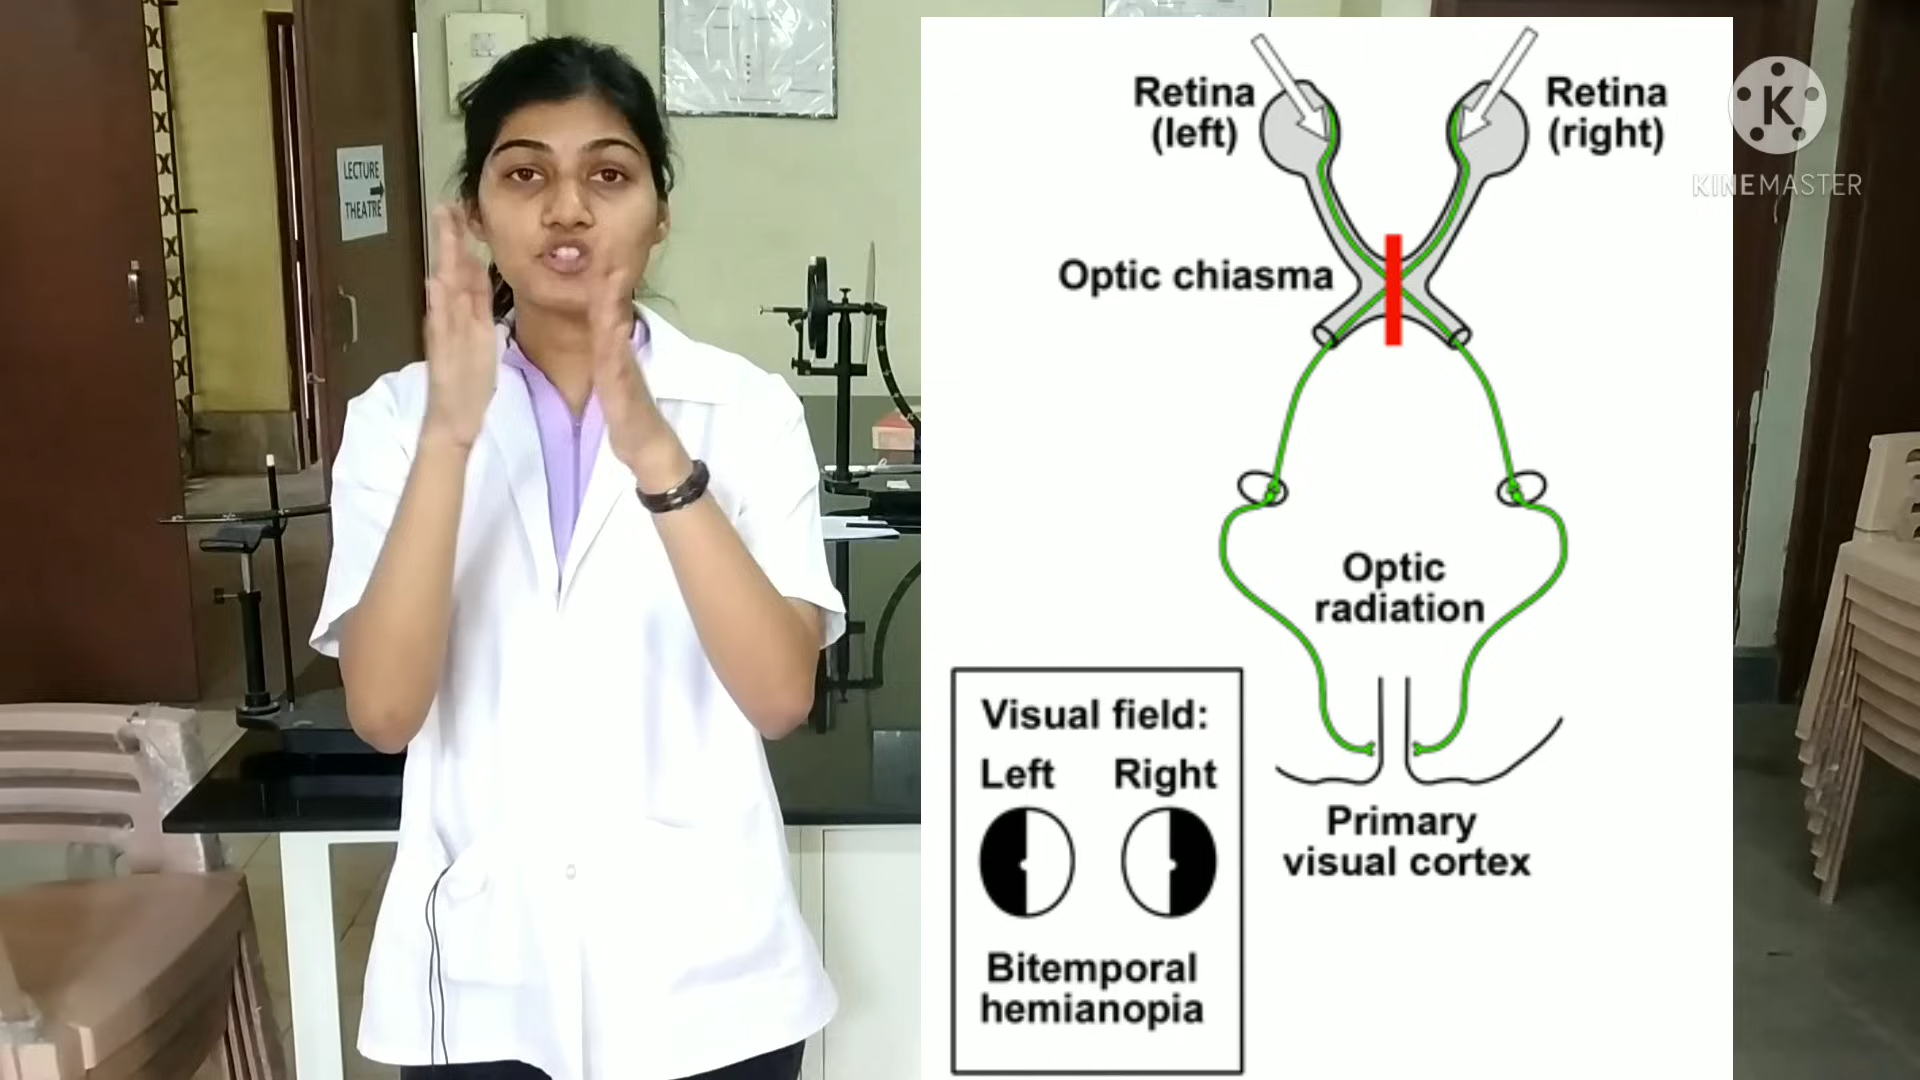 LECTURE
THEATRE
Retina
(left)
Retina
(right)
Optic chiasma
Optic
radiation
Visual field:
Left Right
Bitemporal
hemianopia
Primary
visual cortex
K
KINEMASTER